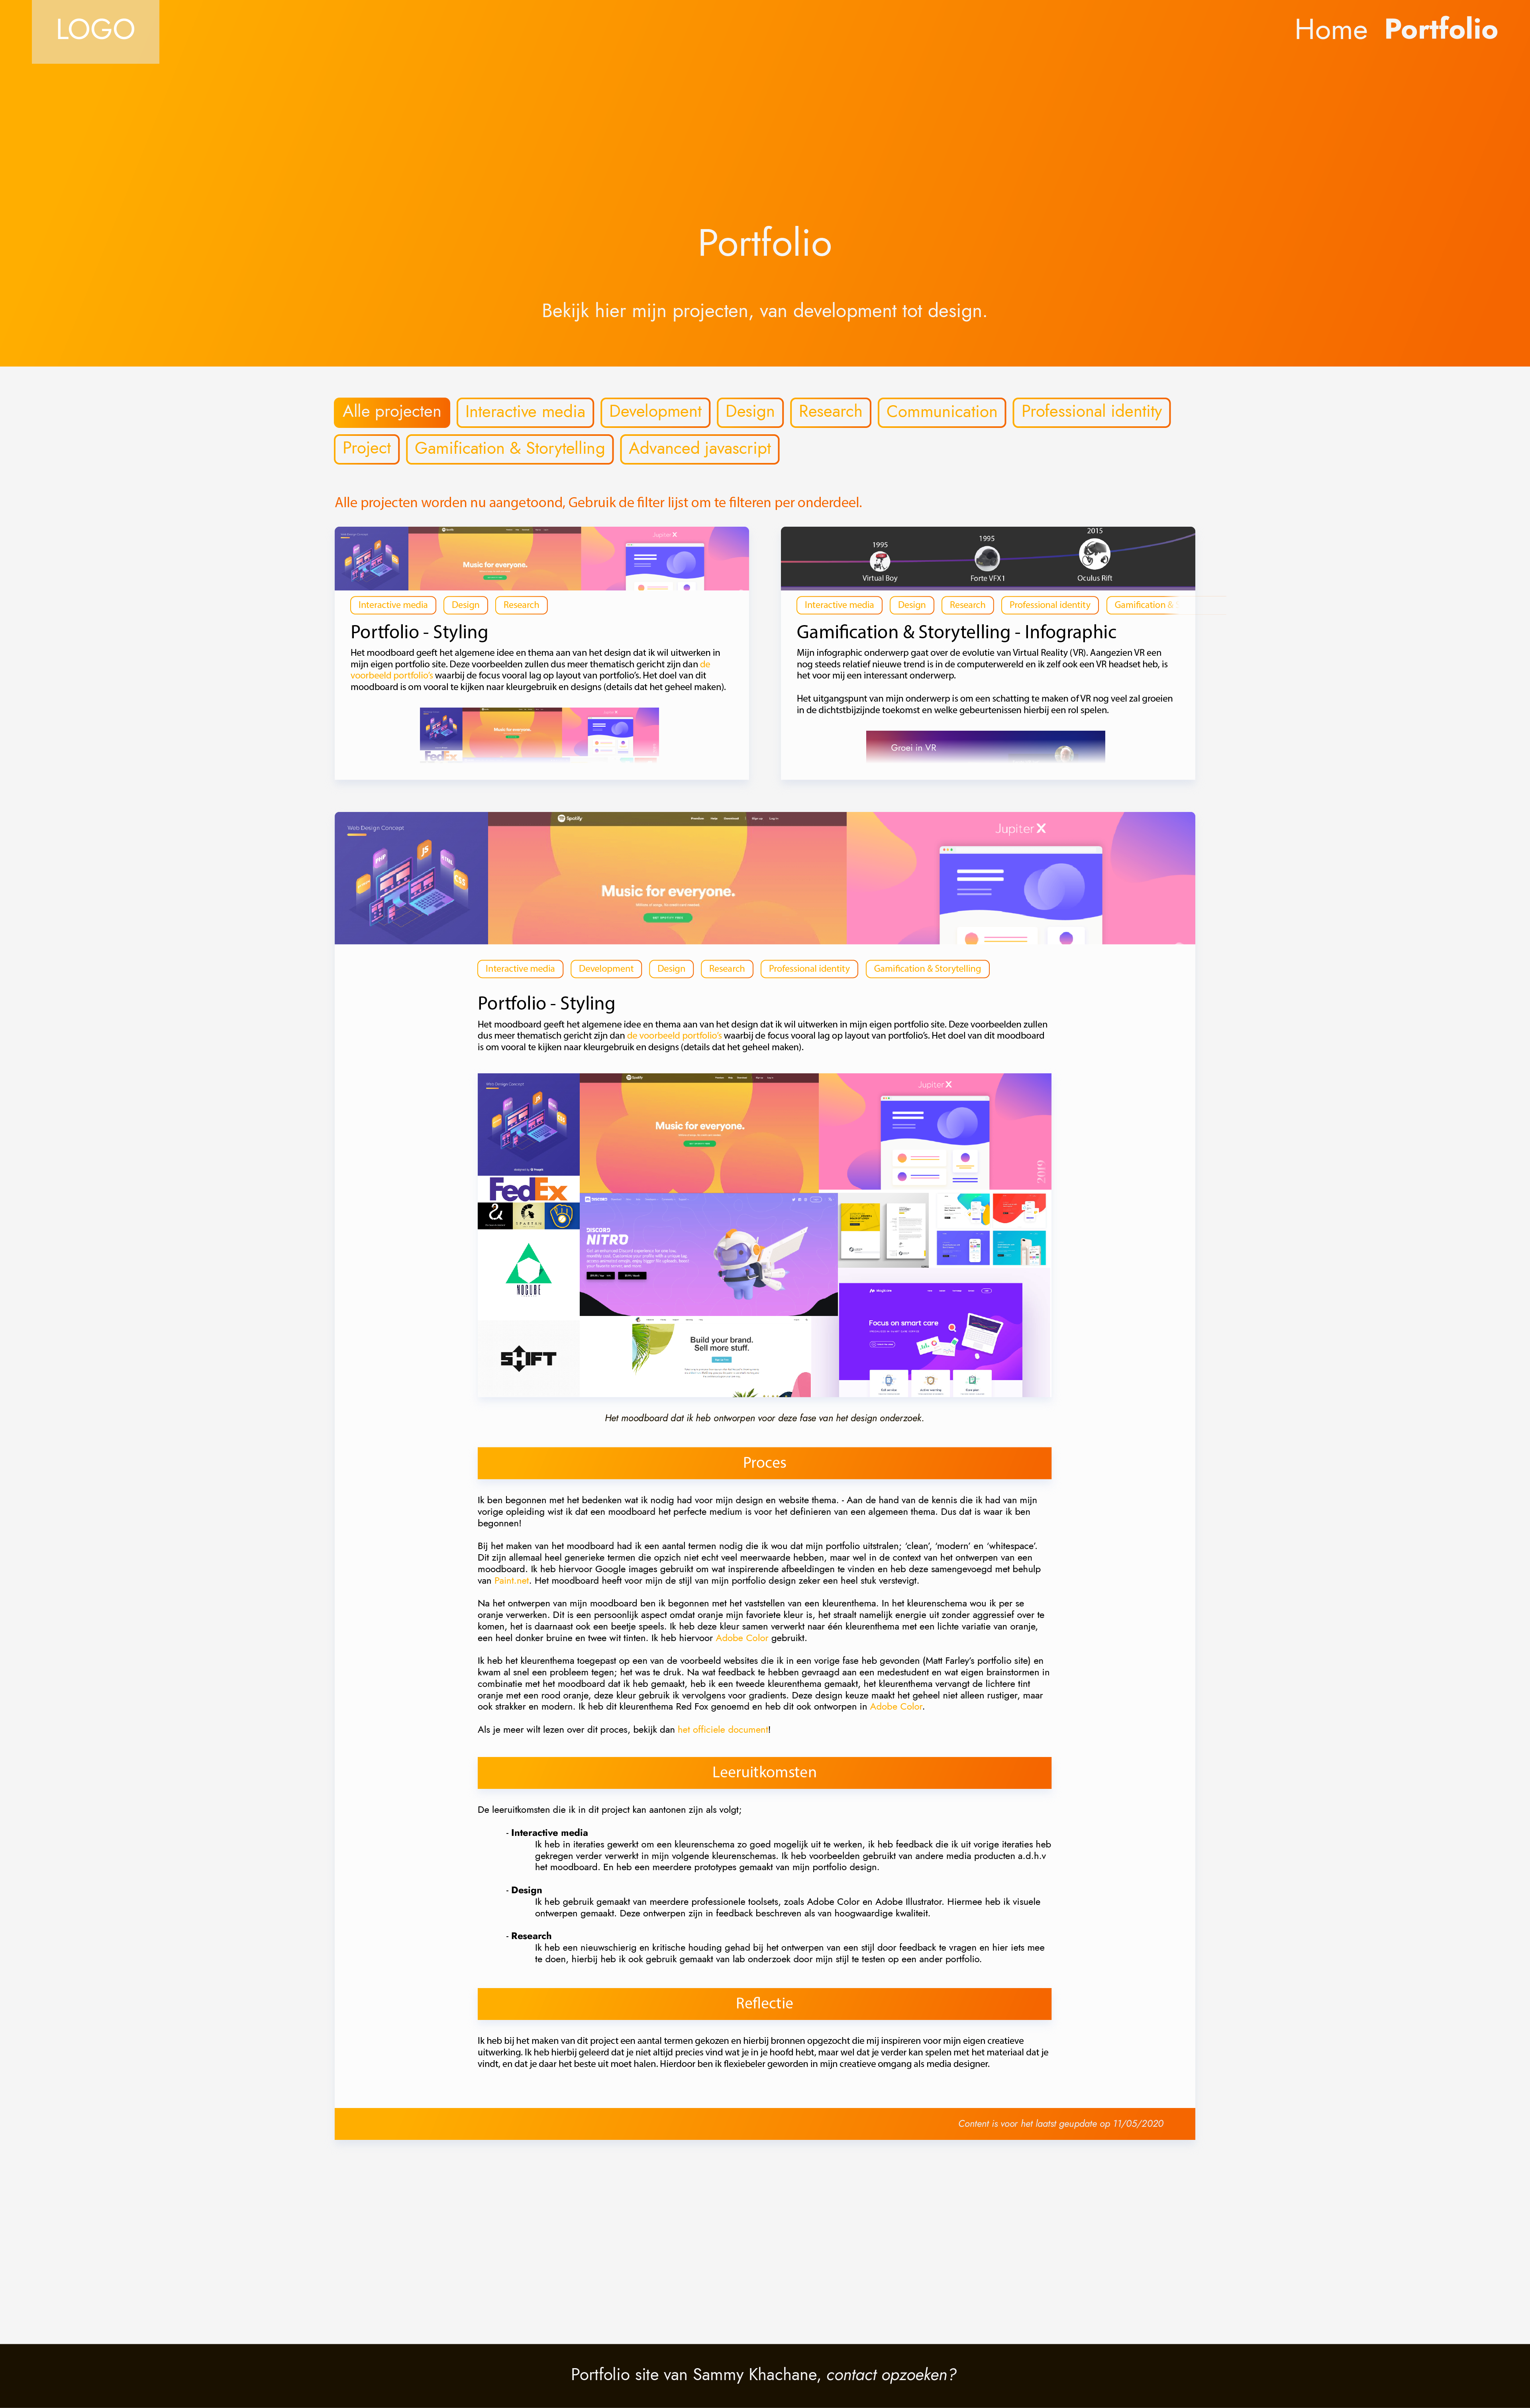 LOGO
Home Portfolio
Portfolio
Bekijk hier mijn projecten, van development tot design.
Alle projecten Interactive media Development Design Research Communication Professional identity
Project Gamification & Storytelling Advanced javascript
Alle projecten worden nu aangetoond, Gebruik de filter lijst om te filteren per onderdeel.
Music for everyone.
Jupiter X
Interactive media Design Research
Portfolio - Styling
Het moodboard geeft het algemene idee en thema aan van het design dat ik wil uitwerken in
mijn eigen portfolio site. Deze voorbeelden zullen dus meer thematisch gericht zijn dan de
voorbeeld portfolio's waarbij de focus vooral lag op layout van portfolio's. Het doel van dit
moodboard is om vooral te kijken naar kleurgebruik en designs (details dat het geheel maken).
Music for everyone.
FedEx
1995 1995 2015
Virtual Boy Forte VFX1 Oculus Rift
Interactive media Design Research Professional identity Gamification &
Gamification & Storytelling - Infographic
Mijn infographic onderwerp gaat over de evolutie van Virtual Reality (VR). Aangezien VR een
nog steeds relatief nieuwe trend is in de computerwereld en ik zelf ook een VR headset heb, is
het voor mij een interessant onderwerp.
Het uitgangspunt van mijn onderwerp is om een schatting te maken of VR nog veel zal groeien
in de dichtstbijzijnde toekomst en welke gebeurtenissen hierbij een rol spelen.
Groei in VR
Web Design Concept
PHP JS HTML CSS
Spotify
Music for everyone.
GET SPOTIFY FREE
Jupiter X
Interactive media Development Design Research Professional identity Gamification & Storytelling
Portfolio - Styling
Het moodboard geeft het algemene idee en thema aan van het design dat ik wil uitwerken in mijn eigen portfolio site. Deze voorbeelden zullen
dus meer thematisch gericht zijn dan de voorbeeld portfolio's waarbij de focus vooral lag op layout van portfolio's. Het doel van dit moodboard
is om vooral te kijken naar kleurgebruik en designs (details dat het geheel maken).
Web Design Concept
Spotify
Music for everyone.
Jupiter X
2019
FedEx
SPARTAN
DISCORD
NITRO
NOCUBE
SHIFT
Build your brand.
Sell more stuff.
Focus on smart care
Het moodboard dat ik heb ontworpen voor deze fase van het design onderzoek.
Proces
Ik ben begonnen met het bedenken wat ik nodig had voor mijn design en website thema. - Aan de hand van de kennis die ik had van mijn
vorige opleiding wist ik dat een moodboard het perfecte medium is voor het definieren van een algemeen thema. Dus dat is waar ik ben
begonnen!
Bij het maken van het moodboard had ik een aantal termen nodig die ik wou dat mijn portfolio uitstralen; 'clean', 'modern' en 'whitespace'.
Dit zijn allemaal heel generieke termen die opzich niet echt veel meerwaarde hebben, maar wel in de context van het ontwerpen van een
moodboard. Ik heb hiervoor Google images gebruikt om wat inspirerende afbeeldingen te vinden en heb deze samengevoegd met behulp
van Paint.net. Het moodboard heeft voor mijn de stijl van mijn portfolio design zeker een heel stuk verstevigt.
Na het ontwerpen van mijn moodboard ben ik begonnen met het vaststellen van een kleurenthema. In het kleurenschema wou ik per se
oranje verwerken. Dit is een persoonlijk aspect omdat oranje mijn favoriete kleur is, het straalt namelijk energie uit zonder aggressief over te
komen, het is daarnaast ook een beetje speels. Ik heb deze kleur samen verwerkt naar één kleurenthema met een lichte variatie van oranje,
een heel donker bruine en twee wit tinten. Ik heb hiervoor Adobe Color gebruikt.
Ik heb het kleurenthema toegepast op een van de voorbeeld websites die ik in een vorige fase heb gevonden (Matt Farley's portfolio site) en
kwam al snel een probleem tegen; het was te druk. Na wat feedback te hebben gevraagd aan een medestudent en wat eigen brainstormen in
combinatie met het moodboard dat ik heb gemaakt, heb ik een tweede kleurenthema gemaakt, het kleurenthema vervangt de lichtere tint
oranje met een rood oranje, deze kleur gebruik ik vervolgens voor gradients. Deze design keuze maakt het geheel niet alleen rustiger, maar
ook strakker en modern. Ik heb dit kleurenthema Red Fox genoemd en heb dit ook ontworpen in Adobe Color.
Als je meer wilt lezen over dit proces, bekijk dan het officiele document!
Leeruitkomsten
De leeruitkomsten die ik in dit project kan aantonen zijn als volgt;
- Interactive media
Ik heb in iteraties gewerkt om een kleurenschema zo goed mogelijk uit te werken, ik heb feedback die ik uit vorige iteraties heb
gekregen verder verwerkt in mijn volgende kleurenschemas. Ik heb voorbeelden gebruikt van andere media producten a.d.h.v
het moodboard. En heb een meerdere prototypes gemaakt van mijn portfolio design.
- Design
Ik heb gebruik gemaakt van meerdere professionele toolsets, zoals Adobe Color en Adobe Illustrator. Hiermee heb ik visuele
ontwerpen gemaakt. Deze ontwerpen zijn in feedback beschreven als van hoogwaardige kwaliteit.
- Research
Ik heb een nieuwschierig en kritische houding gehad bij het ontwerpen van een stijl door feedback te vragen en hier iets mee
te doen, hierbij heb ik ook gebruik gemaakt van lab onderzoek door mijn stijl te testen op een ander portfolio.
Reflectie
Ik heb bij het maken van dit project een aantal termen gekozen en hierbij bronnen opgezocht die mij inspireren voor mijn eigen creatieve
uitwerking. Ik heb hierbij geleerd dat je niet altijd precies vind wat je in je hoofd hebt, maar wel dat je verder kan spelen met het materiaal dat je
vindt, en dat je daar het beste uit moet halen. Hierdoor ben ik flexiebeler geworden in mijn creatieve omgang als media designer.
Content is voor het laatst geupdate op 11/05/2020
Portfolio site van Sammy Khachane, contact opzoeken?